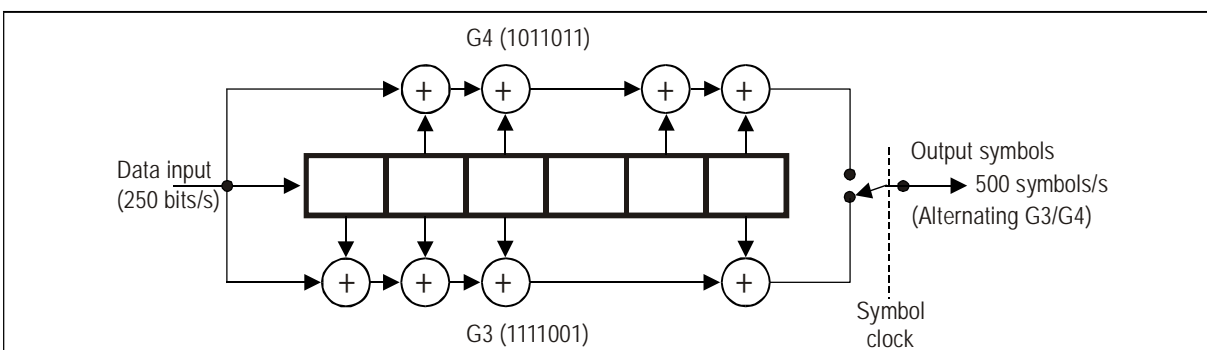 G4 (1011011)
+ + + +
Data input
(250 bits/s)
Output symbols
500 symbols/s
(Alternating G3/G4)
+ + + +
Symbol
clock
G3 (1111001)